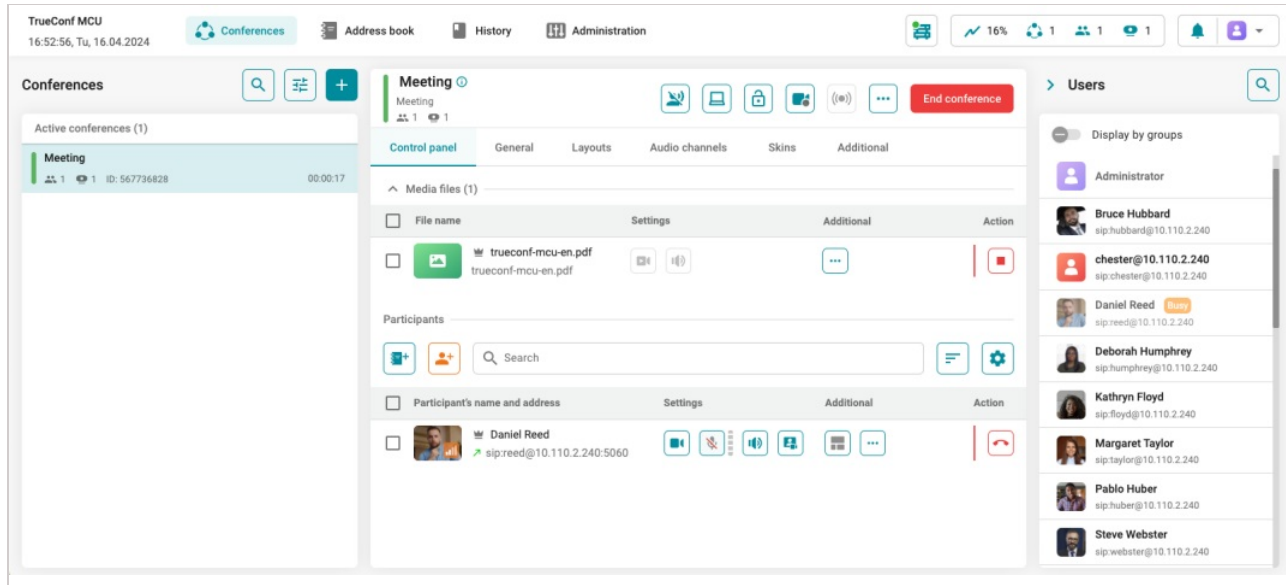 TrueConf MCU
16:52:56, Tu, 16.04.2024
Conferences
Address book
History
Administration
16%
1
1
1
Conferences
Active conferences (1)
Meeting
1
1
ID: 567736828
00:00:17
Meeting
Meeting
1
1
End conference
Control panel
General
Layouts
Audio channels
Skins
Additional
Media files (1)
File name
Settings
Additional
Action
trueconf-mcu-en.pdf
trueconf-mcu-en.pdf
Participants
Search
Participant's name and address
Settings
Additional
Action
Daniel Reed
sip:reed@10.110.2.240:5060
Users
Display by groups
Administrator
Bruce Hubbard
sip:hubbard@10.110.2.240
chester@10.110.2.240
sip:chester@10.110.2.240
Daniel Reed Busy
sip:reed@10.110.2.240
Deborah Humphrey
sip:humphrey@10.110.2.240
Kathryn Floyd
sip:floyd@10.110.2.240
Margaret Taylor
sip:taylor@10.110.2.240
Pablo Huber
sip:huber@10.110.2.240
Steve Webster
sip:webster@10.110.2.240